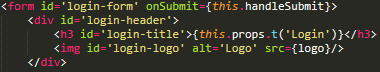 <form id='login-form' onSubmit={this.handleSubmit}>
<div id='login-header'>
<h3 id='login-title'>{this.props.t('Login')}</h3>
<img id='login-logo' alt='Logo' src={logo}/>
</div>